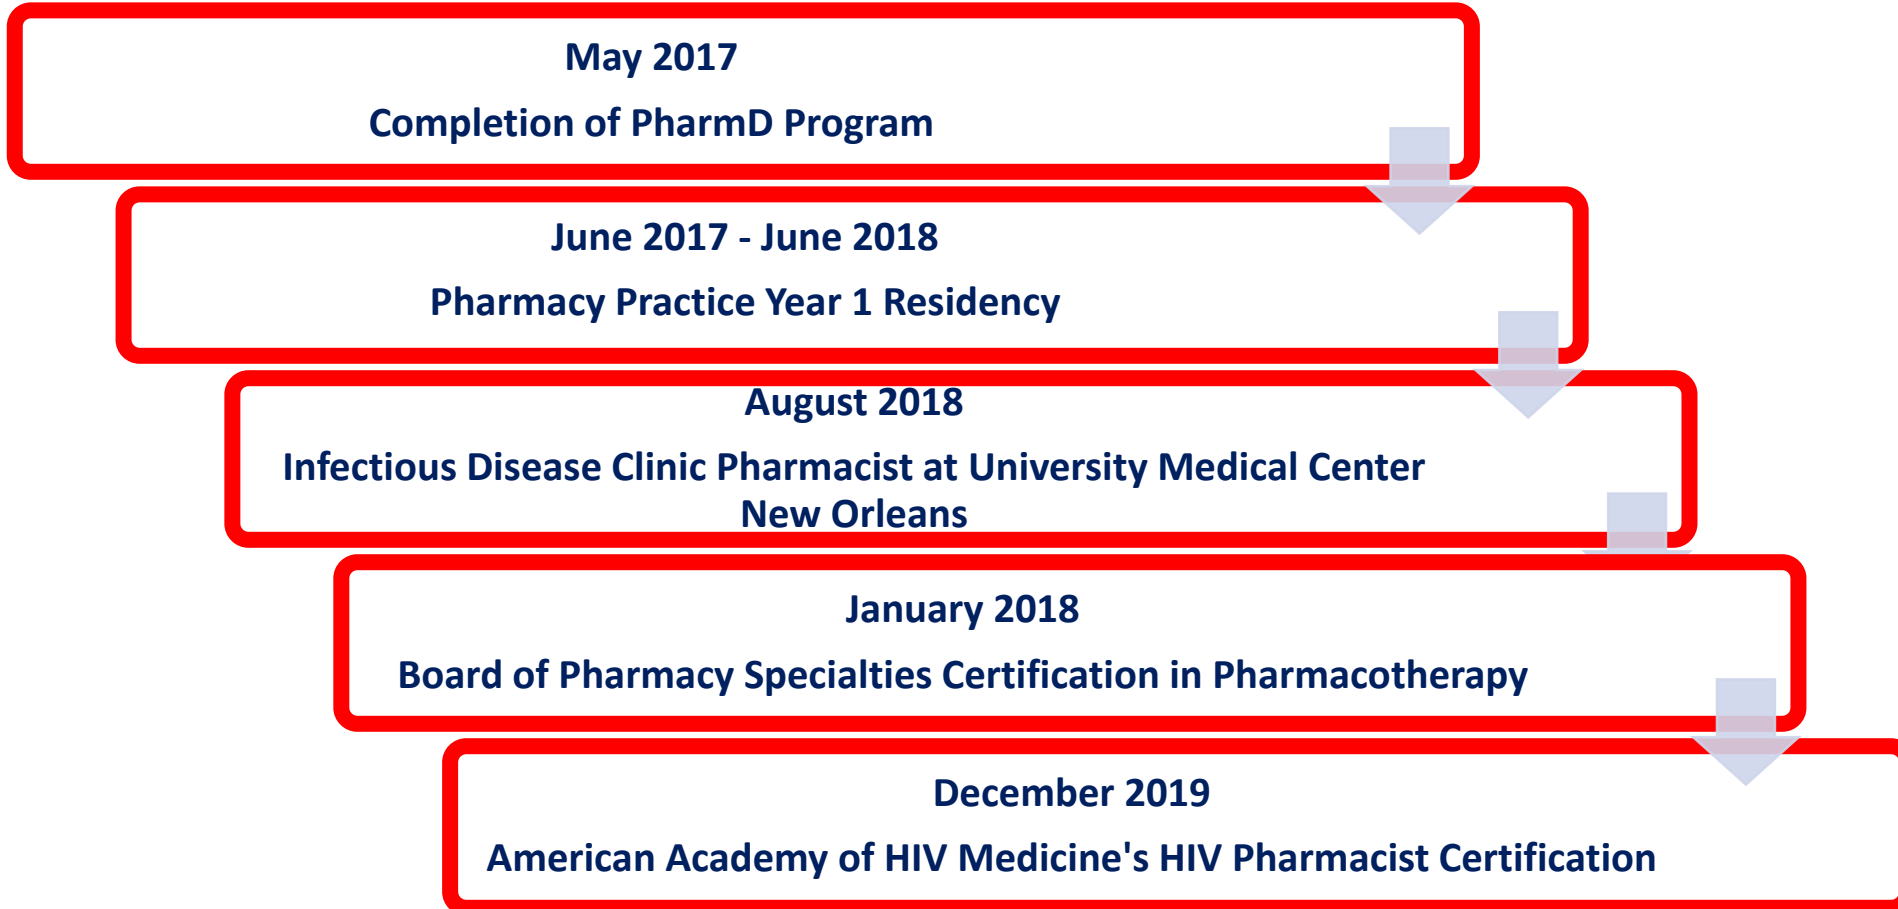 May 2017
Completion of PharmD Program
June 2017 - June 2018
Pharmacy Practice Year 1 Residency
August 2018
Infectious Disease Clinic Pharmacist at University Medical Center
New Orleans
January 2018
Board of Pharmacy Specialties Certification in Pharmacotherapy
December 2019
American Academy of HIV Medicine's HIV Pharmacist Certification